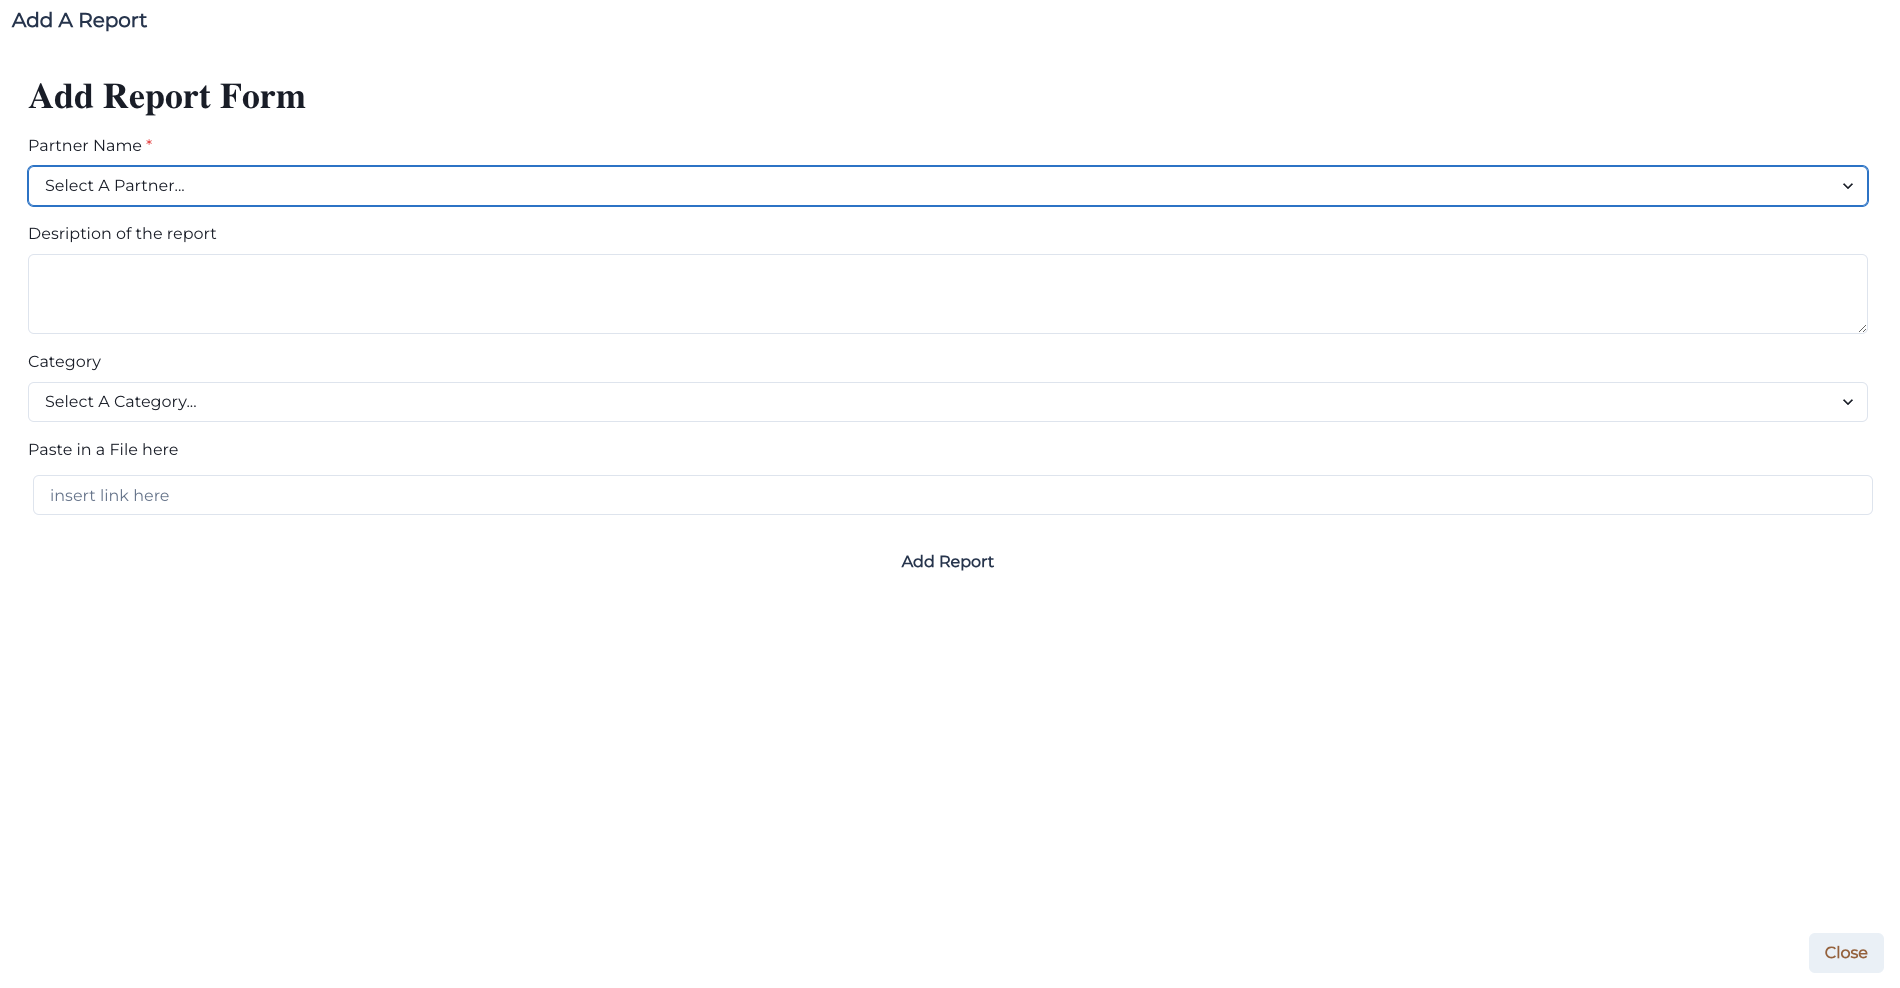 Add A Report
Add Report Form
Partner Name *
Select A Partner...
Desription of the report
Category
Select A Category...
Paste in a File here
insert link here
Add Report
Close